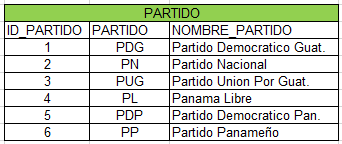 PARTIDO
ID_PARTIDO PARTIDO NOMBRE_PARTIDO
1 PDG Partido Democratico Guat.
2 PN Partido Nacional
3 PUG Partido Union Por Guat.
4 PL Panama Libre
5 PDP Partido Democratico Pan.
6 PP Partido Panameño